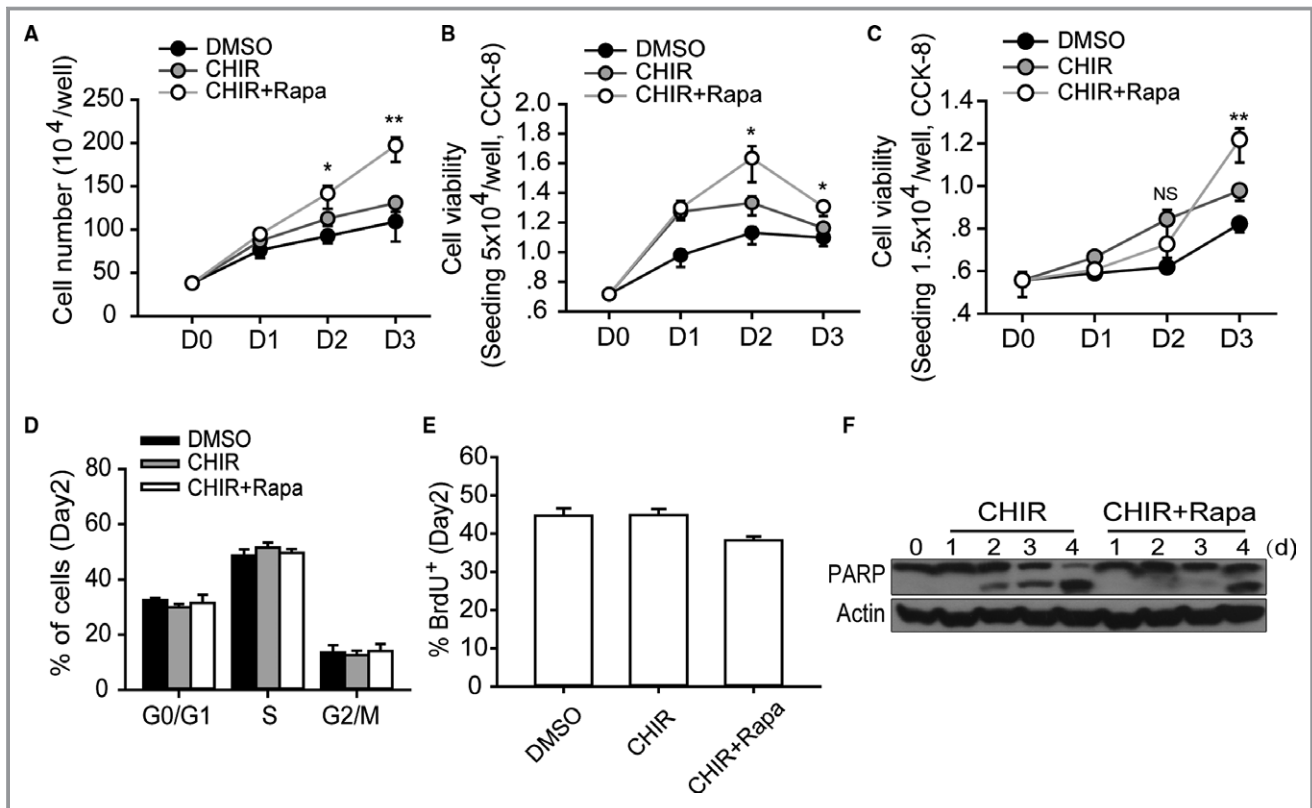 A
DMSO
CHIR
CHIR+Rapa
Cell number (10⁴/well)
250
200
150
100
50
0
*
**
D0 D1 D2 D3
B
DMSO
CHIR
CHIR+Rapa
Cell viability
(Seeding 5x10⁴/well, CCK-8)
2.0
1.8
1.6
1.4
1.2
1.0
.8
.6
*
*
D0 D1 D2 D3
C
DMSO
CHIR
CHIR+Rapa
Cell viability
(Seeding 1.5x10⁴/well, CCK-8)
1.4
1.2
1.0
0.8
0.6
.4
NS
**
D0 D1 D2 D3
D
DMSO
CHIR
CHIR+Rapa
% of cells (Day2)
80
60
40
20
0
G0/G1 S G2/M
E
% BrdU⁺ (Day2)
60
50
40
30
20
10
0
DMSO
CHIR
CHIR+Rapa
F
CHIR CHIR+Rapa
0 1 2 3 4 1 2 3 4 (d)
PARP
Actin